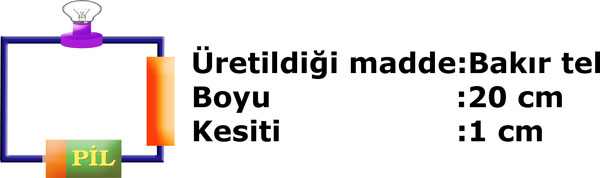 Üretildiği madde:Bakır tel
Boyu :20 cm
Kesiti :1 cm
PİL